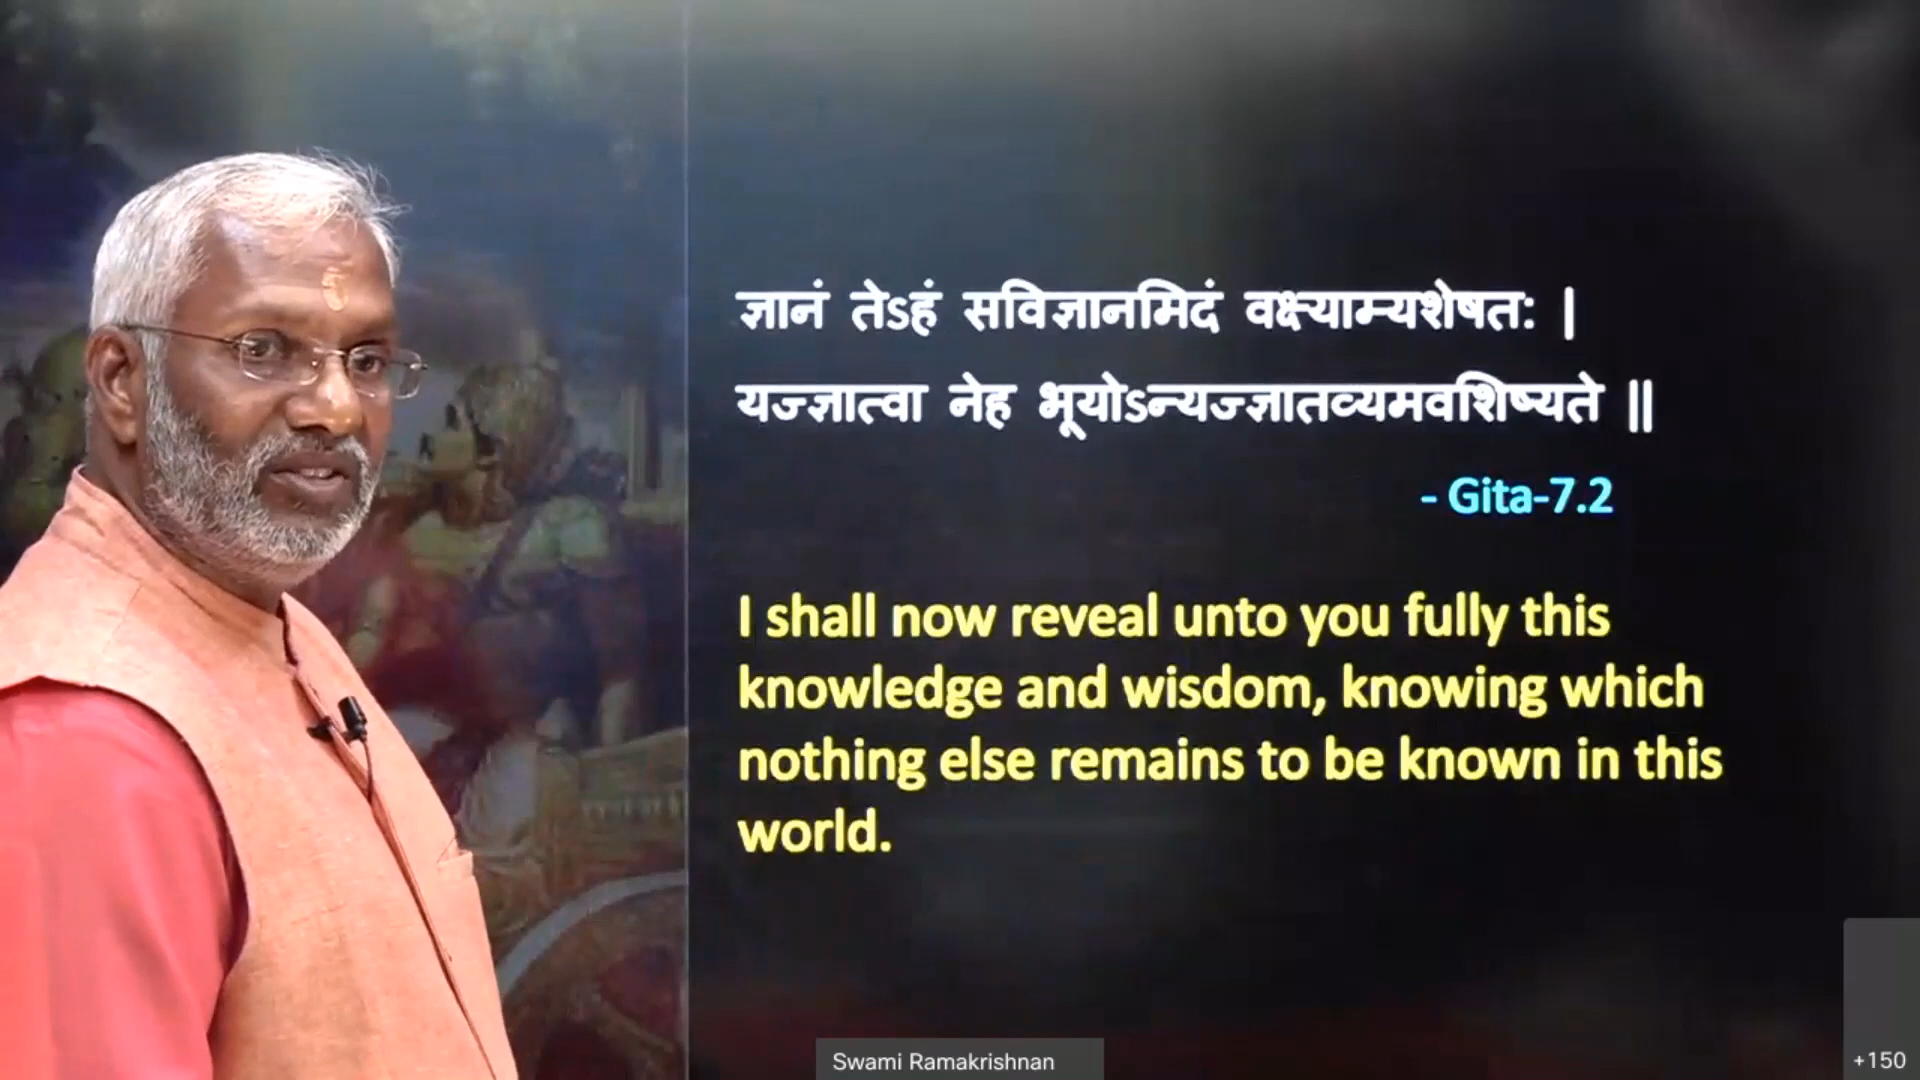 ज्ञानं तेऽहं सविज्ञानमिदं वक्ष्याम्यशेषतः |
यज्ज्ञात्वा नेह भूयोऽन्यज्ज्ञातव्यमवशिष्यते ||
- Gita-7.2
I shall now reveal unto you fully this
knowledge and wisdom, knowing which
nothing else remains to be known in this
world.
Swami Ramakrishnan
+150